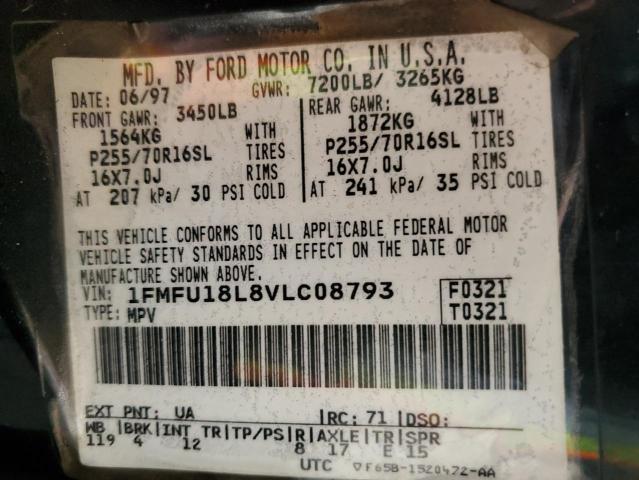 MFD. BY FORD MOTOR CO. IN U.S.A.
DATE: 06/97 GVWR: 7200LB/ 3265KG
FRONT GAWR: 3450LB REAR GAWR: 4128LB
1564KG WITH 1872KG WITH
P255/70R16SL TIRES P255/70R16SL TIRES
16X7.0J RIMS 16X7.0J RIMS
AT 207 kPa/ 30 PSI COLD AT 241 kPa/ 35 PSI COLD
THIS VEHICLE CONFORMS TO ALL APPLICABLE FEDERAL MOTOR
VEHICLE SAFETY STANDARDS IN EFFECT ON THE DATE OF
MANUFACTURE SHOWN ABOVE.
VIN: 1FMFU18L8VLC08793 F0321
TYPE: MPV T0321
EXT PNT: UA RC: 71 DSO:
WB BRK INT TR TP/PS R AXLE TR SPR
119 4 12 8 17 E 15
UTC F65B-1520472-AA